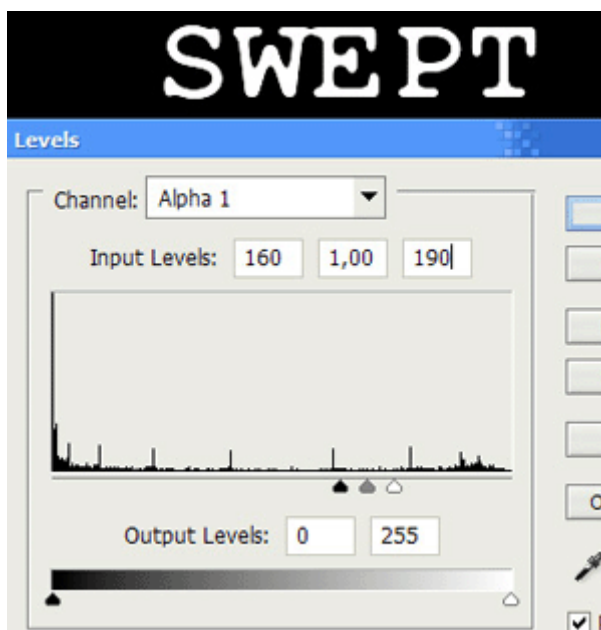 SWEPT
Levels
Channel: Alpha 1
Input Levels: 160 1,00 190
Output Levels: 0 255